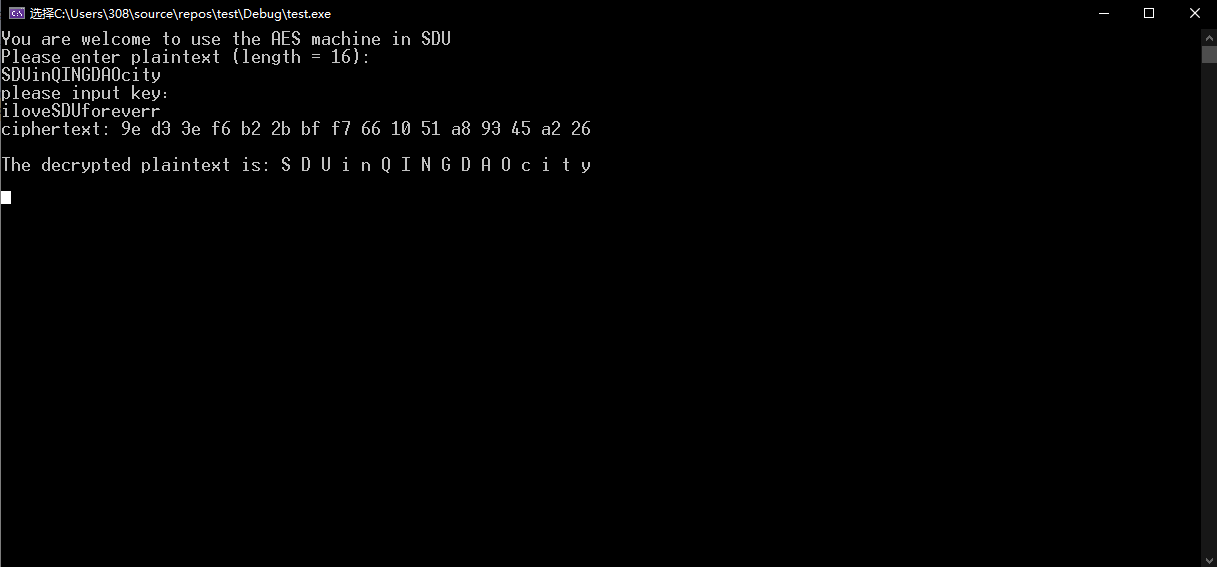 选择C:\Users\308\source\repos\test\Debug\test.exe
You are welcome to use the AES machine in SDU
Please enter plaintext (length = 16):
SDUinQINGDAOcity
please input key:
iloveSDUforeverr
ciphertext: 9e d3 3e f6 b2 2b bf f7 66 10 51 a8 93 45 a2 26
The decrypted plaintext is: S D U i n Q I N G D A O c i t y